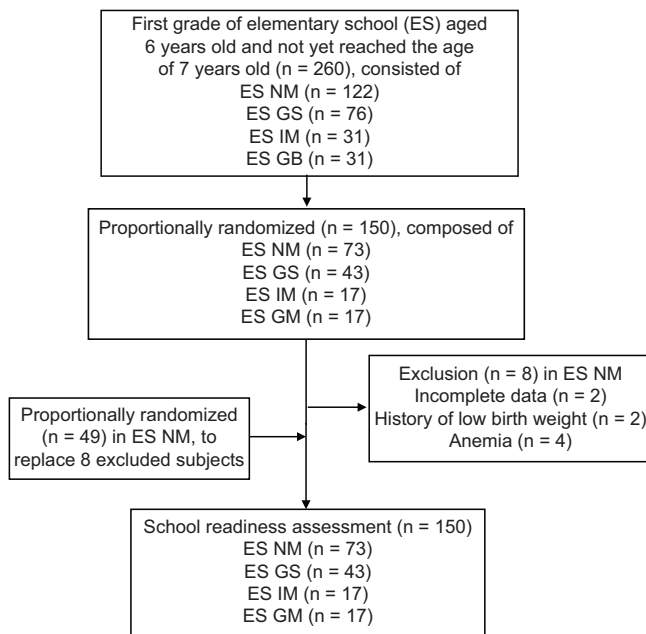 First grade of elementary school (ES) aged
6 years old and not yet reached the age
of 7 years old (n = 260), consisted of
ES NM (n = 122)
ES GS (n = 76)
ES IM (n = 31)
ES GB (n = 31)
Proportionally randomized (n = 150), composed of
ES NM (n = 73)
ES GS (n = 43)
ES IM (n = 17)
ES GM (n = 17)
Exclusion (n = 8) in ES NM
Incomplete data (n = 2)
History of low birth weight (n = 2)
Anemia (n = 4)
Proportionally randomized
(n = 49) in ES NM, to
replace 8 excluded subjects
School readiness assessment (n = 150)
ES NM (n = 73)
ES GS (n = 43)
ES IM (n = 17)
ES GM (n = 17)